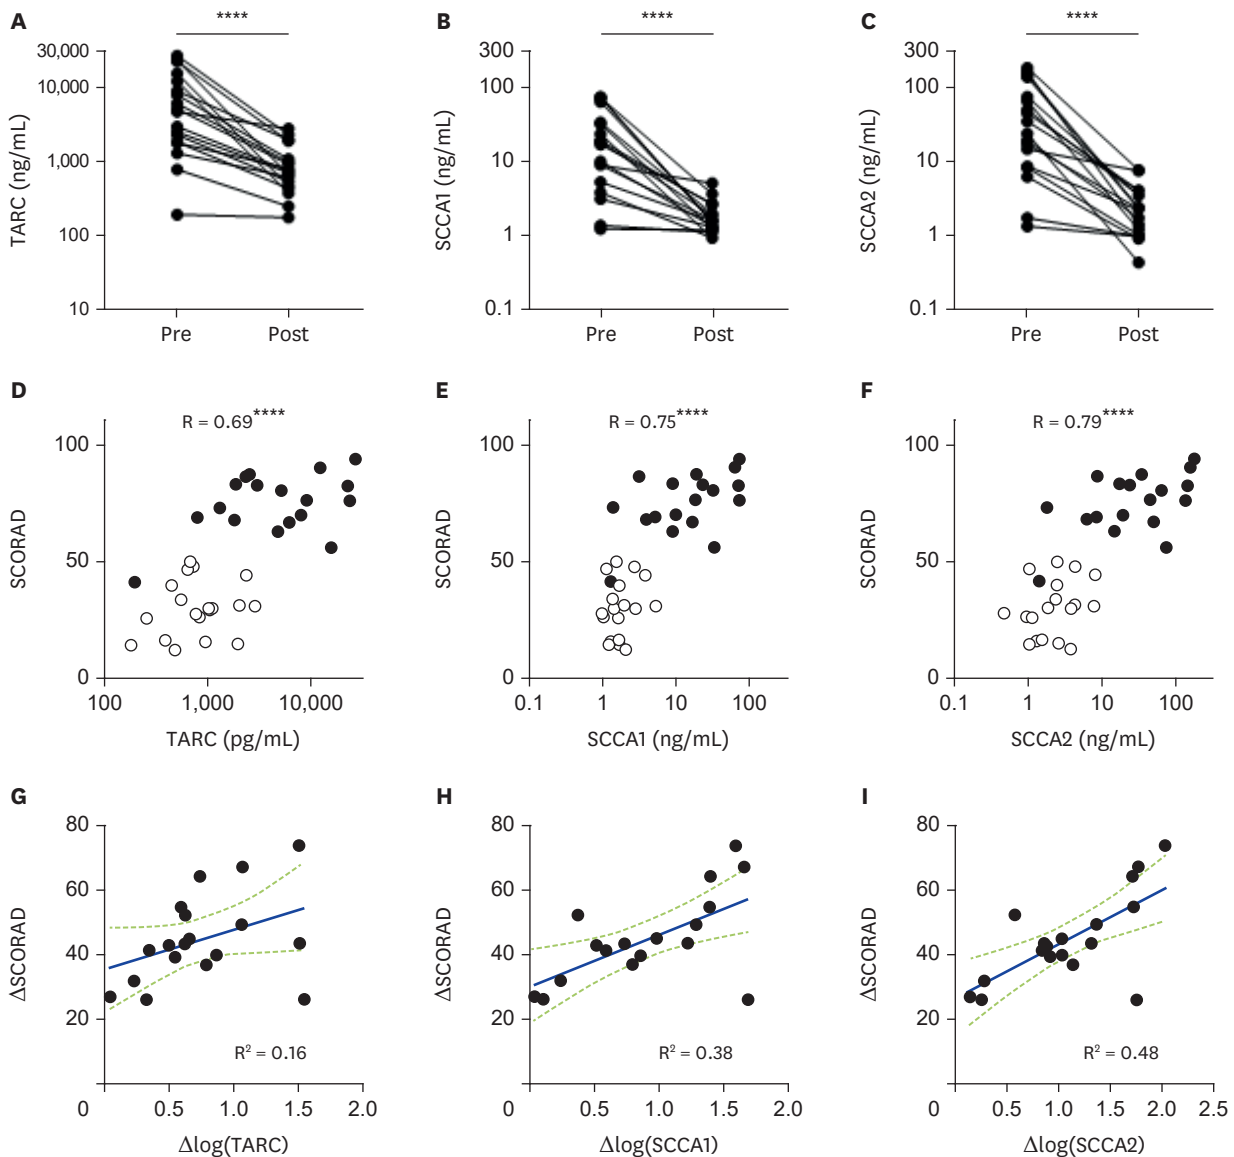 A
****
TARC (ng/mL)
30,000
10,000
1,000
100
10
Pre
Post
B
****
SCCA1 (ng/mL)
300
100
10
1
0.1
Pre
Post
C
****
SCCA2 (ng/mL)
300
100
10
1
0.1
Pre
Post
D
R = 0.69****
SCORAD
100
50
0
100
1,000
10,000
TARC (pg/mL)
E
R = 0.75****
SCORAD
100
50
0
0.1
1
10
100
SCCA1 (ng/mL)
F
R = 0.79****
SCORAD
100
50
0
0.1
1
10
100
SCCA2 (ng/mL)
G
ΔSCORAD
80
60
40
20
R² = 0.16
0
0.5
1.0
1.5
2.0
Δlog(TARC)
H
ΔSCORAD
80
60
40
20
R² = 0.38
0
0.5
1.0
1.5
2.0
Δlog(SCCA1)
I
ΔSCORAD
80
60
40
20
R² = 0.48
0
0.5
1.0
1.5
2.0
2.5
Δlog(SCCA2)